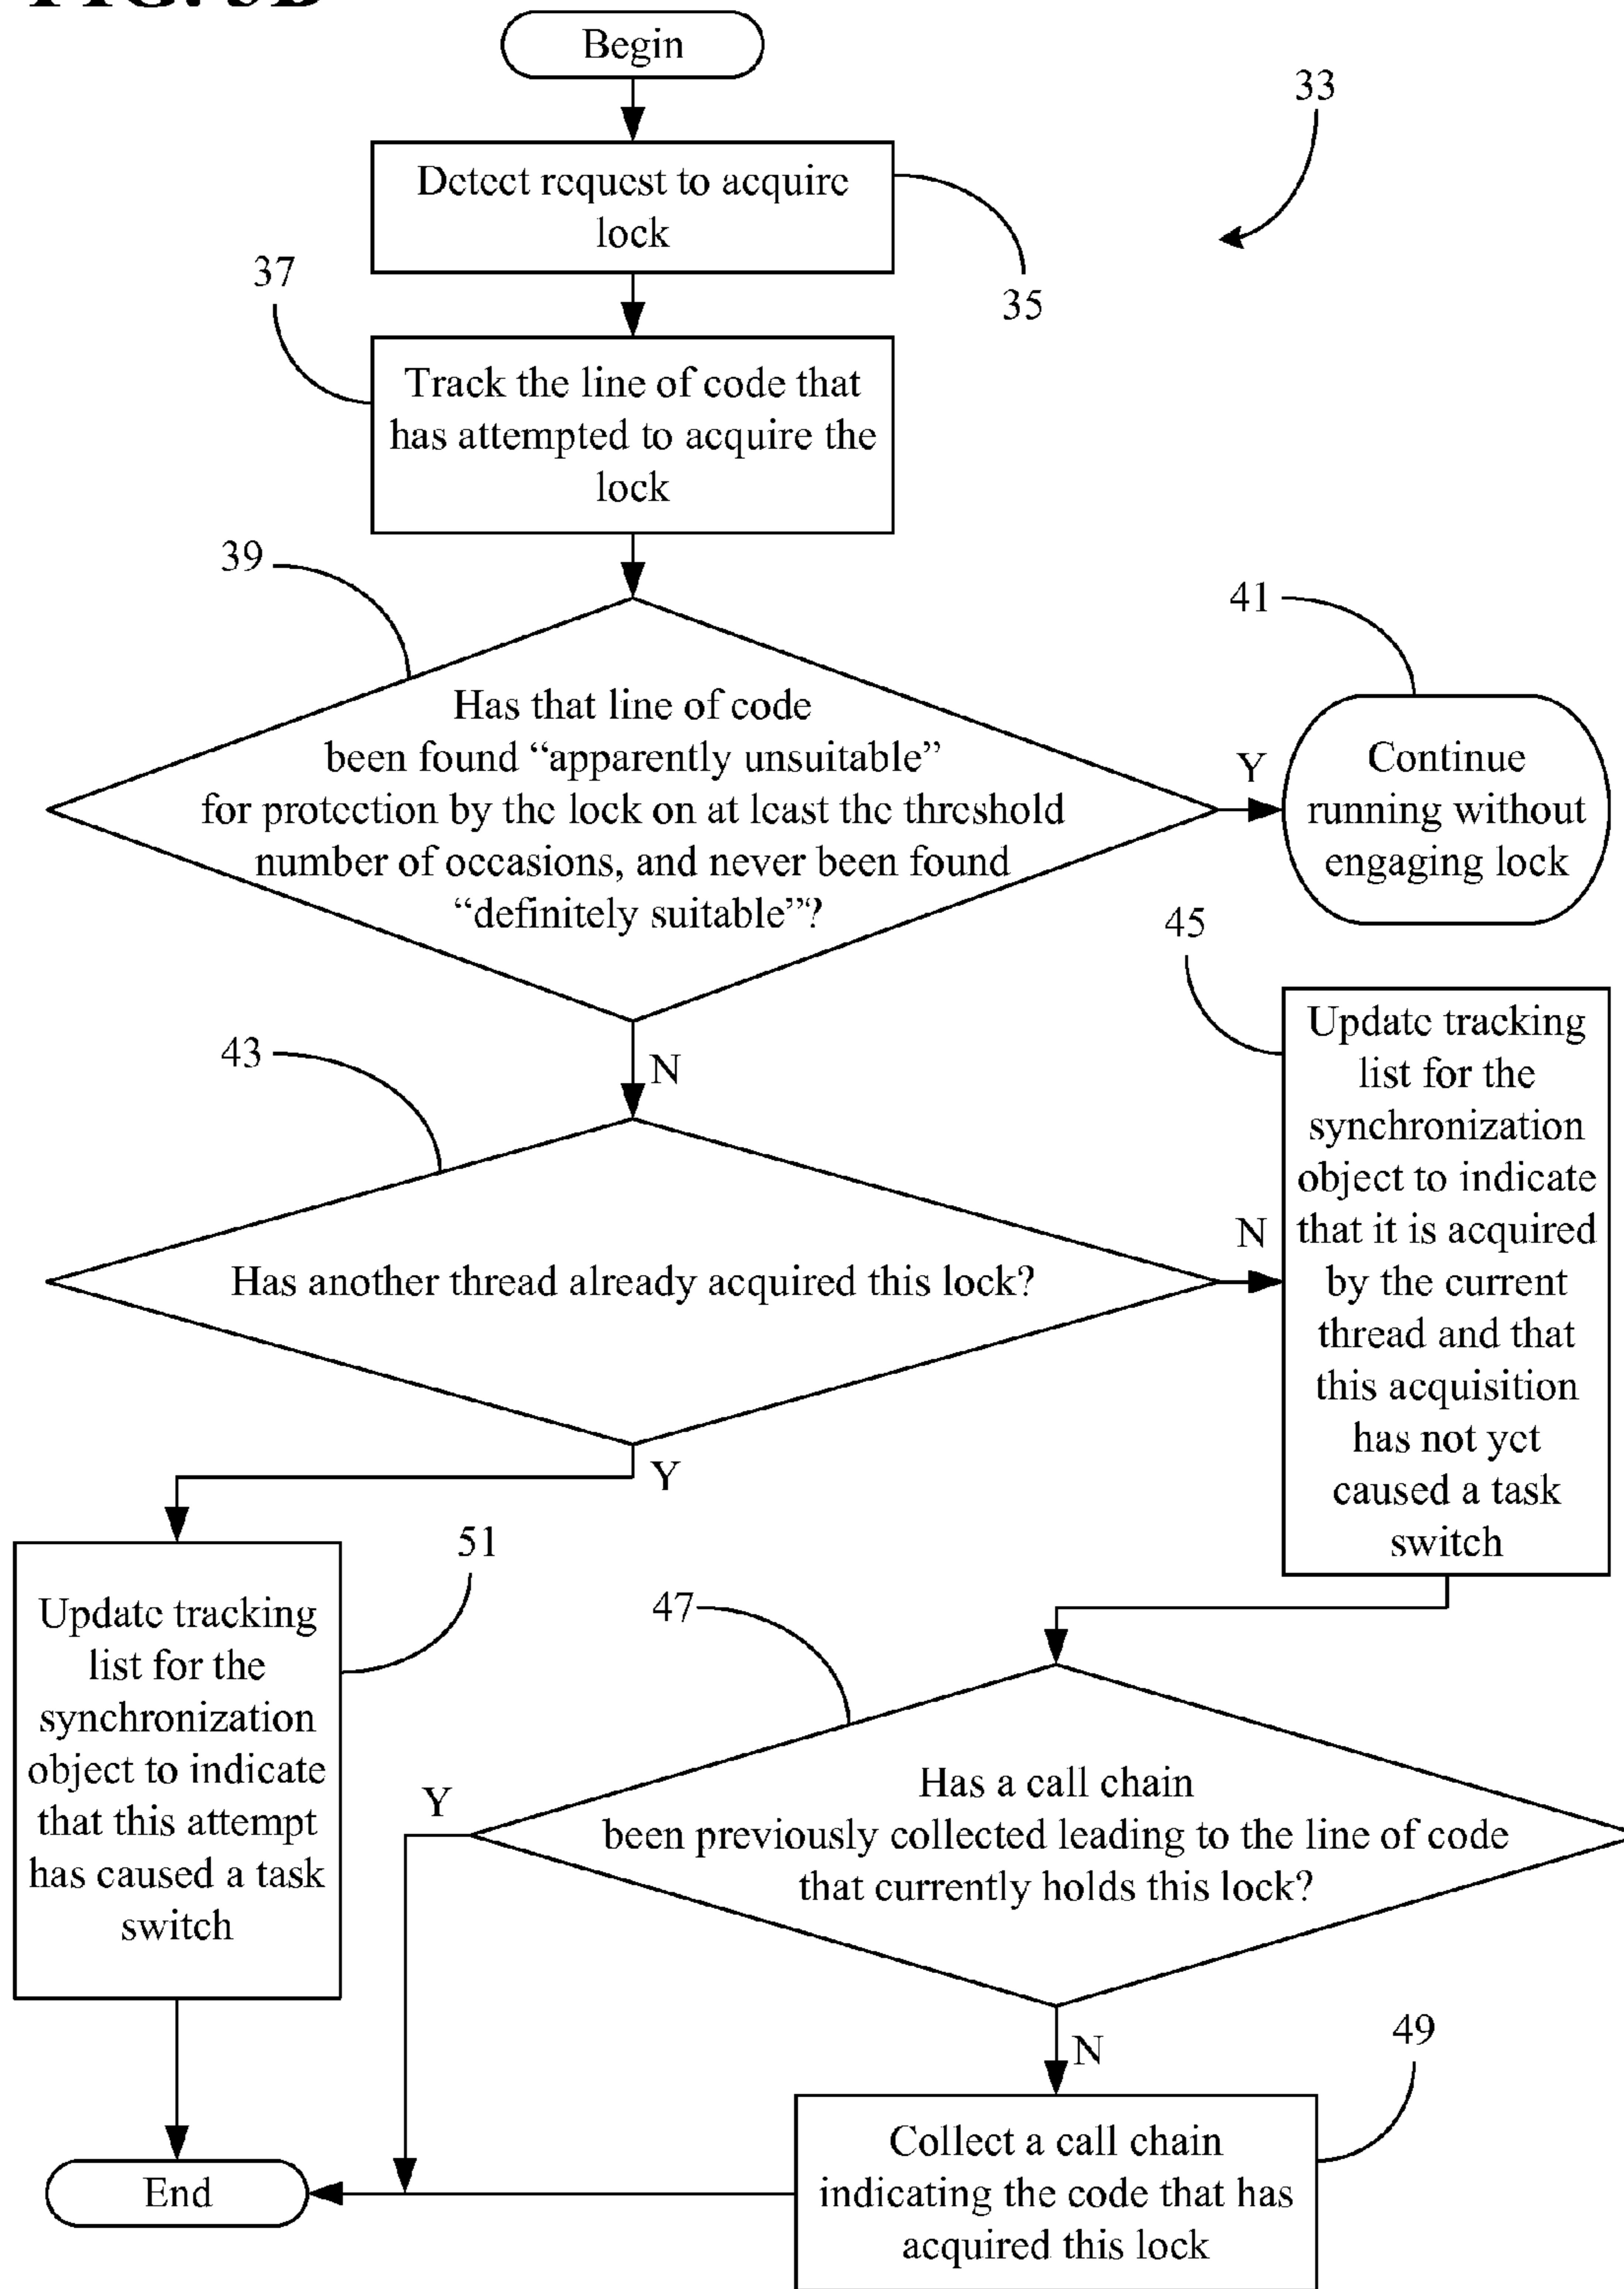 Begin
33
Detect request to acquire
lock
35
37
Track the line of code that
has attempted to acquire the
lock
39
41
Has that line of code
been found “apparently unsuitable”
for protection by the lock on at least the threshold
number of occasions, and never been found
“definitely suitable”?
Y
Continue
running without
engaging lock
45
43
N
Update tracking
list for the
synchronization
object to indicate
that it is acquired
by the current
thread and that
this acquisition
has not yet
caused a task
switch
N
Has another thread already acquired this lock?
Y
51
Update tracking
list for the
synchronization
object to indicate
that this attempt
has caused a task
switch
47
Has a call chain
been previously collected leading to the line of code
that currently holds this lock?
Y
N
49
Collect a call chain
indicating the code that has
acquired this lock
End